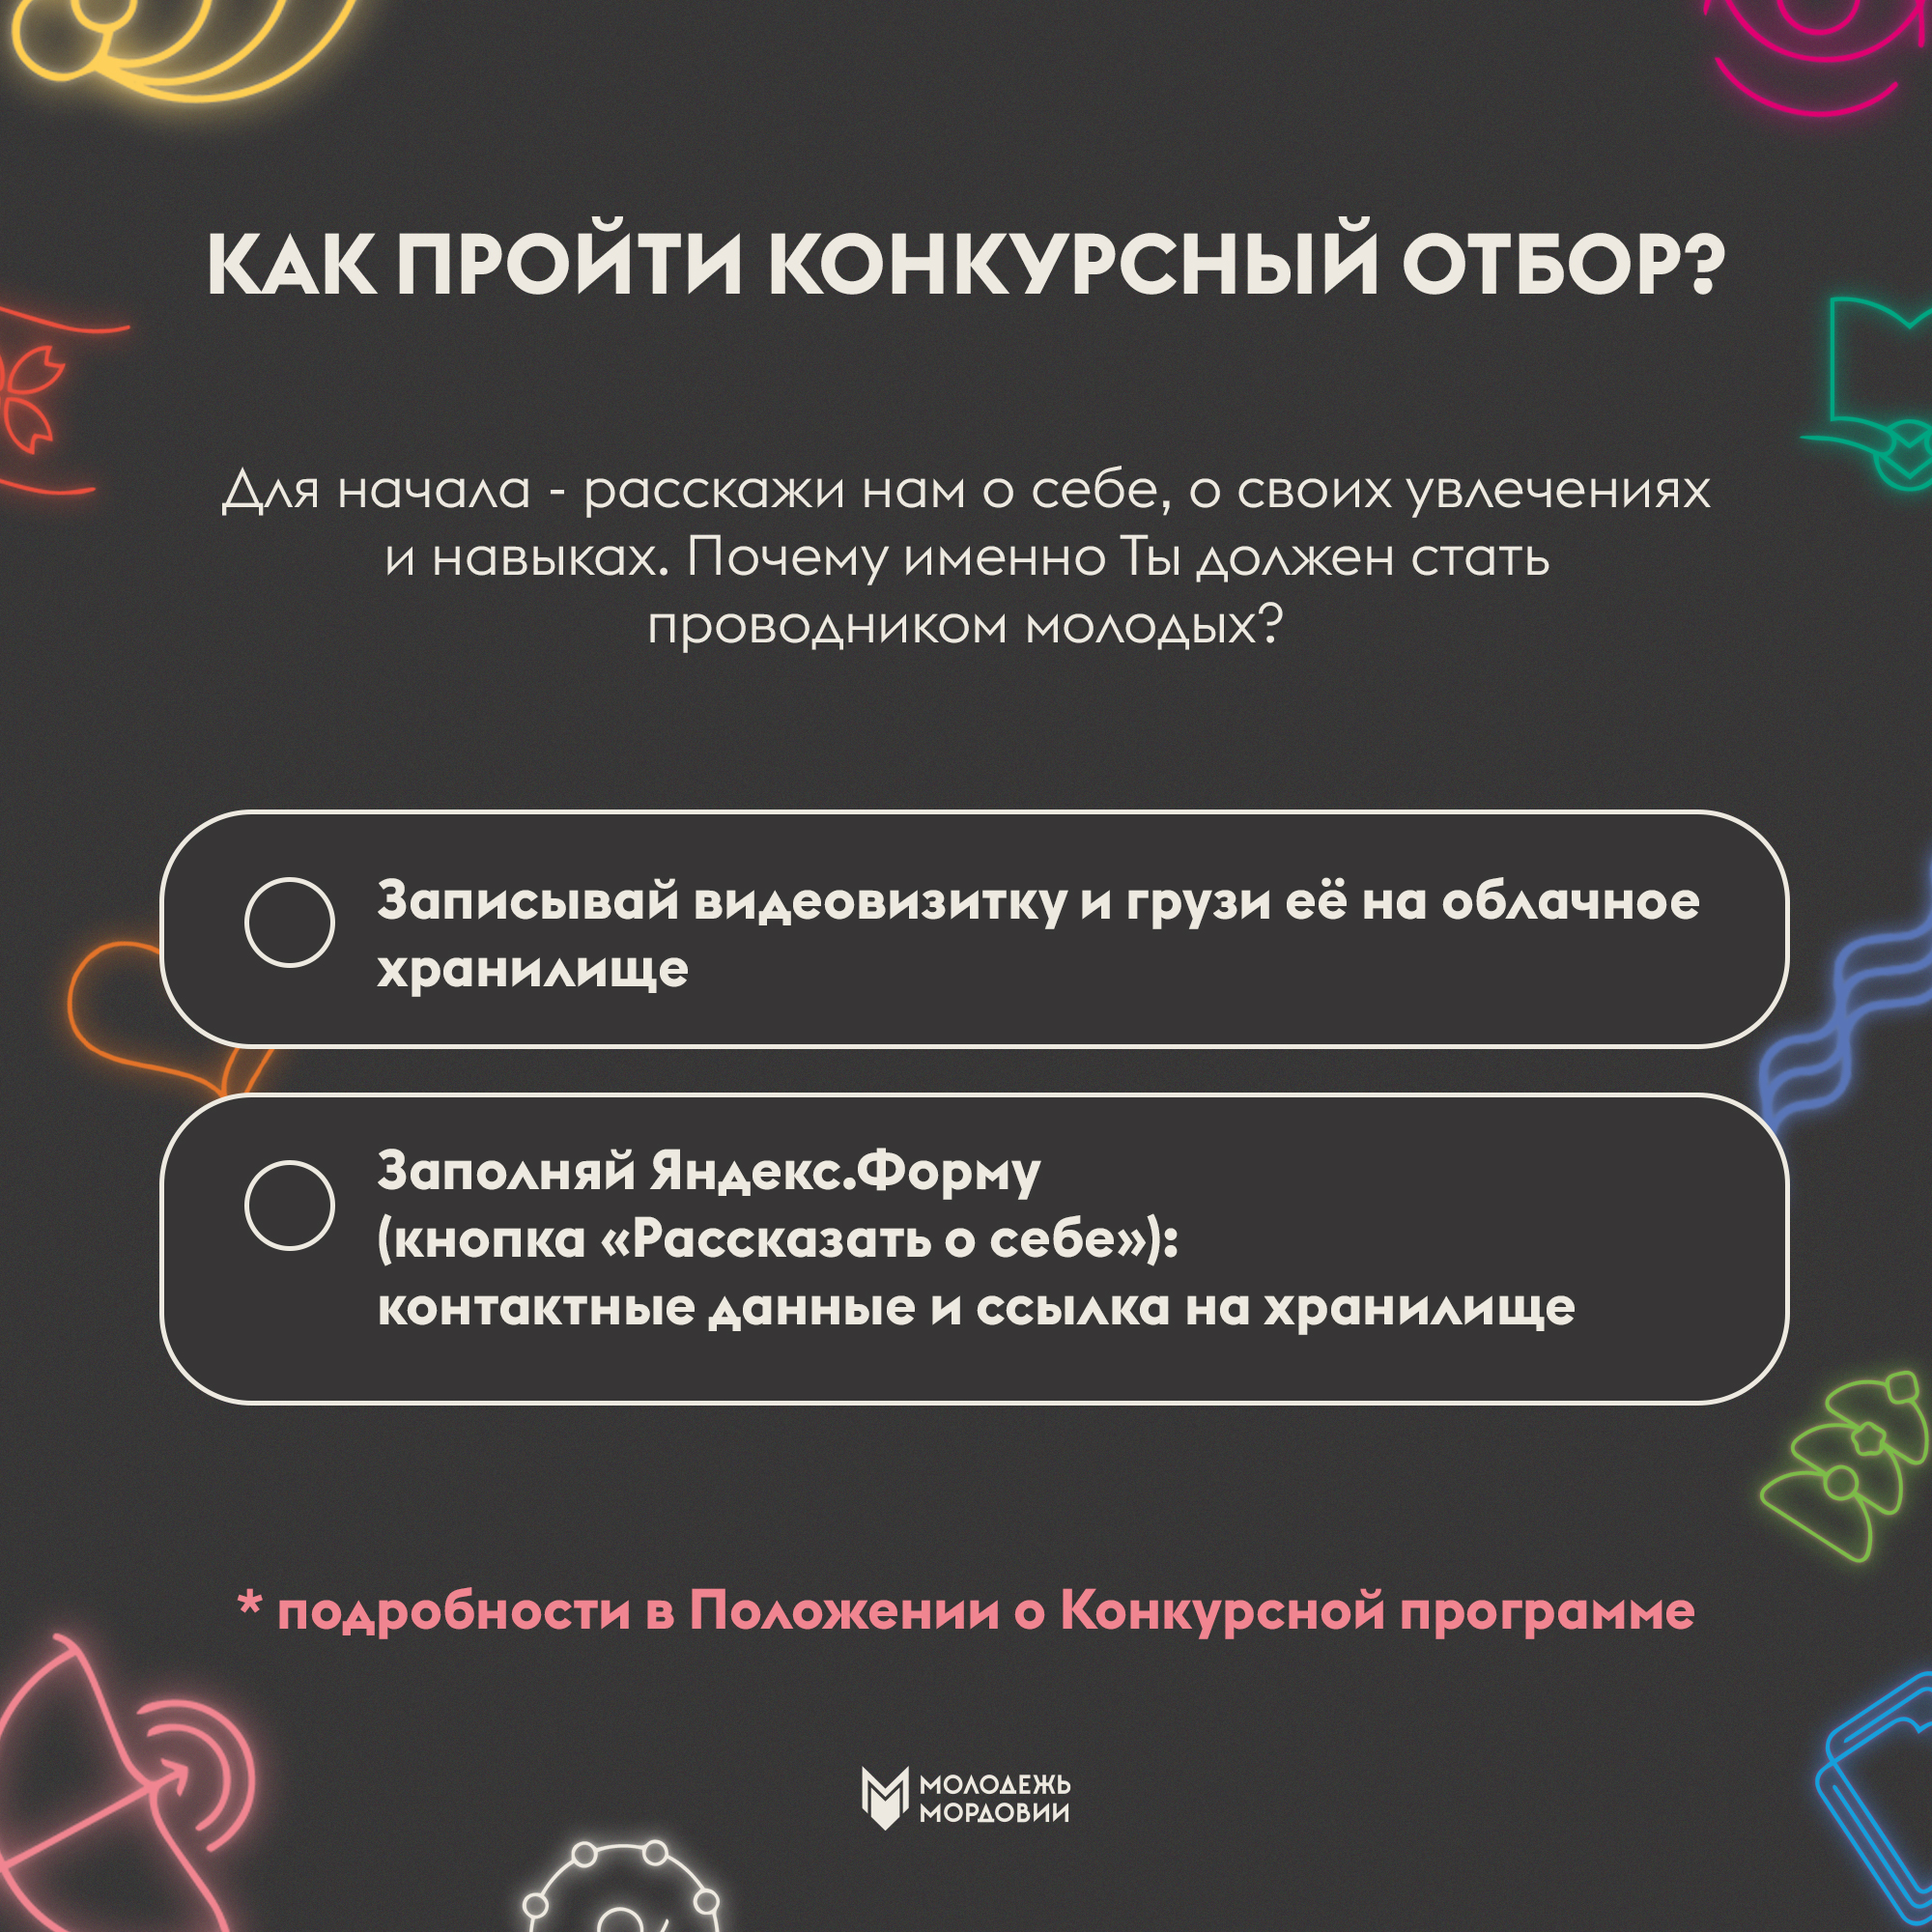 КАК ПРОЙТИ КОНКУРСНЫЙ ОТБОР?
Для начала - расскажи нам о себе, о своих увлечениях
и навыках. Почему именно Ты должен стать
проводником молодых?
Записывай видеовизитку и грузи её на облачное
хранилище
Заполняй Яндекс.Форму
(кнопка «Рассказать о себе»):
контактные данные и ссылка на хранилище
* подробности в Положении о Конкурсной программе
МОЛОДЕЖЬ
МОРДОВИИ